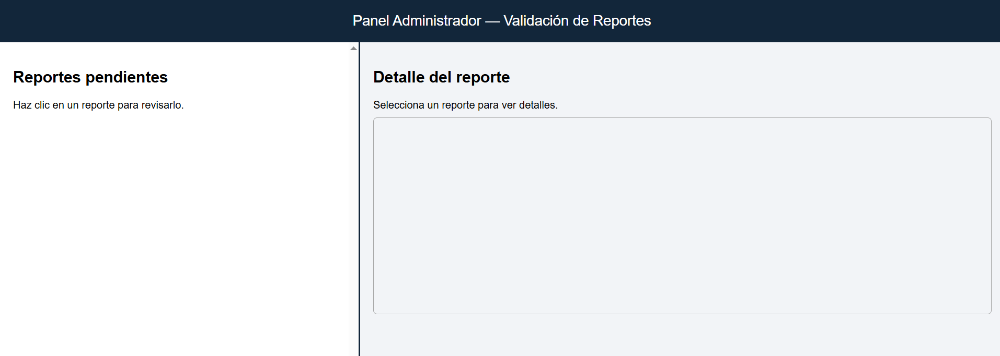 Panel Administrador — Validación de Reportes
Reportes pendientes
Haz clic en un reporte para revisarlo.
Detalle del reporte
Selecciona un reporte para ver detalles.